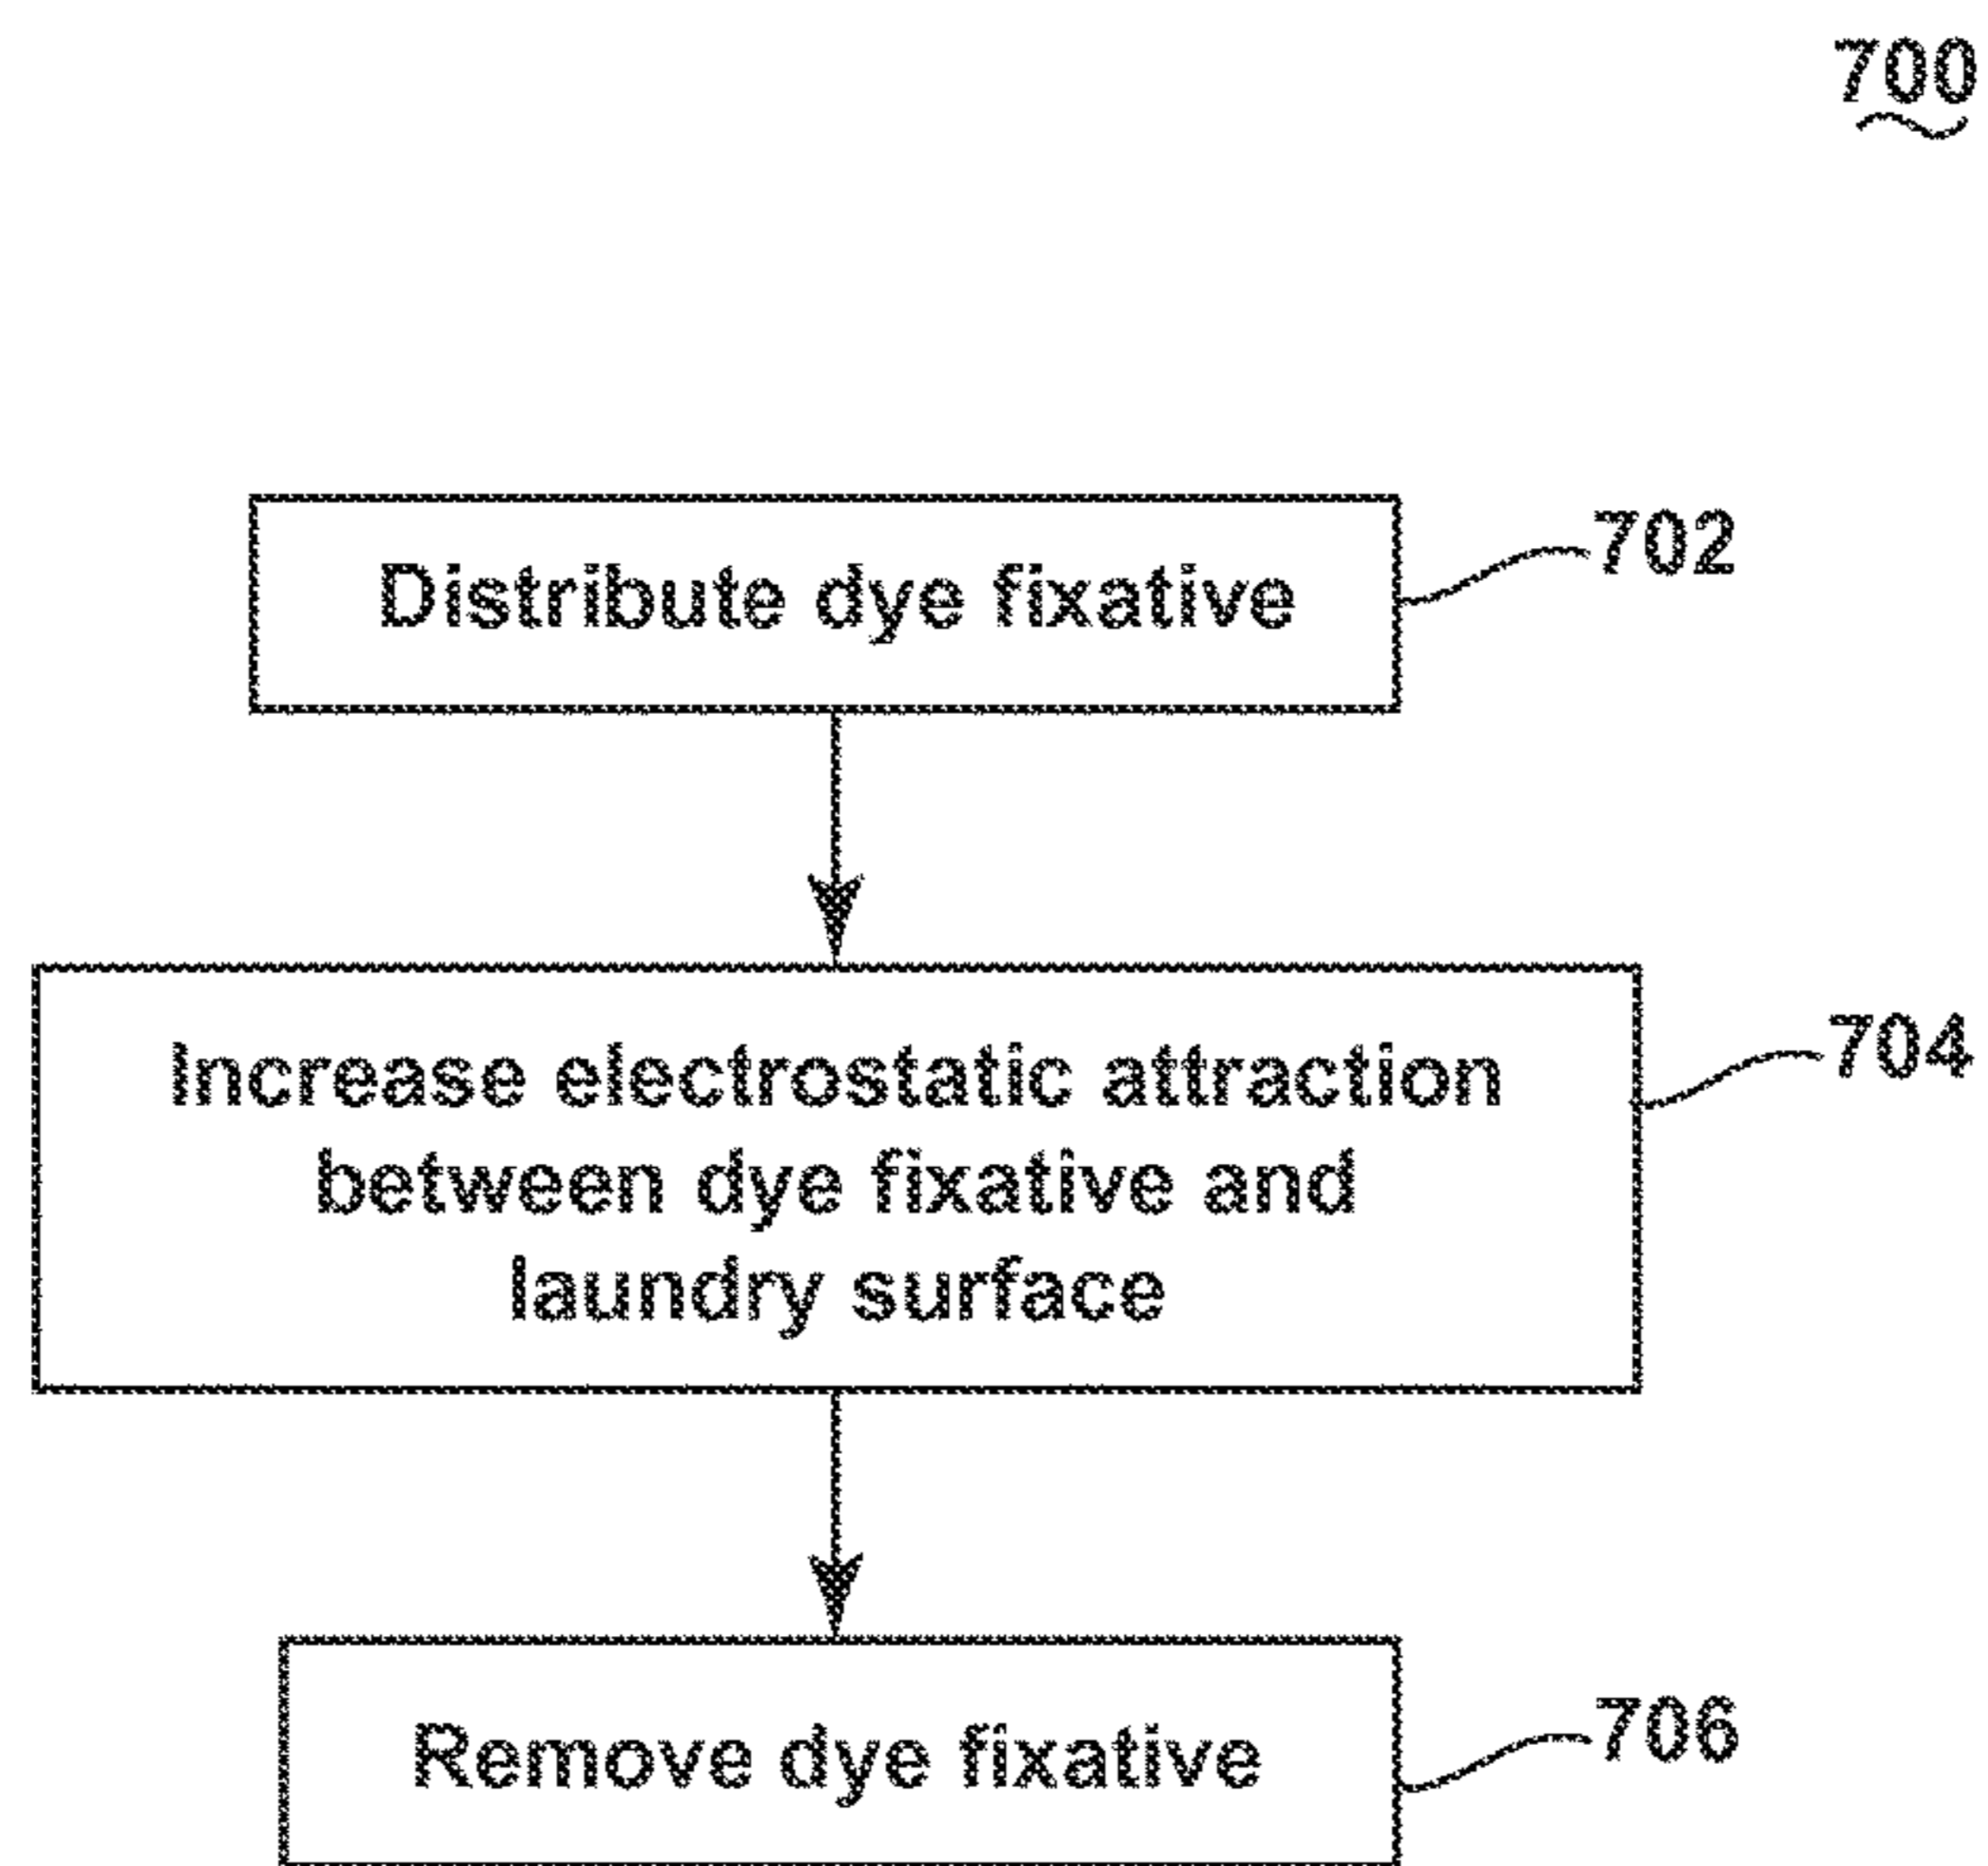 700
Distribute dye fixative
702
Increase electrostatic attraction
between dye fixative and
laundry surface
704
Remove dye fixative
706